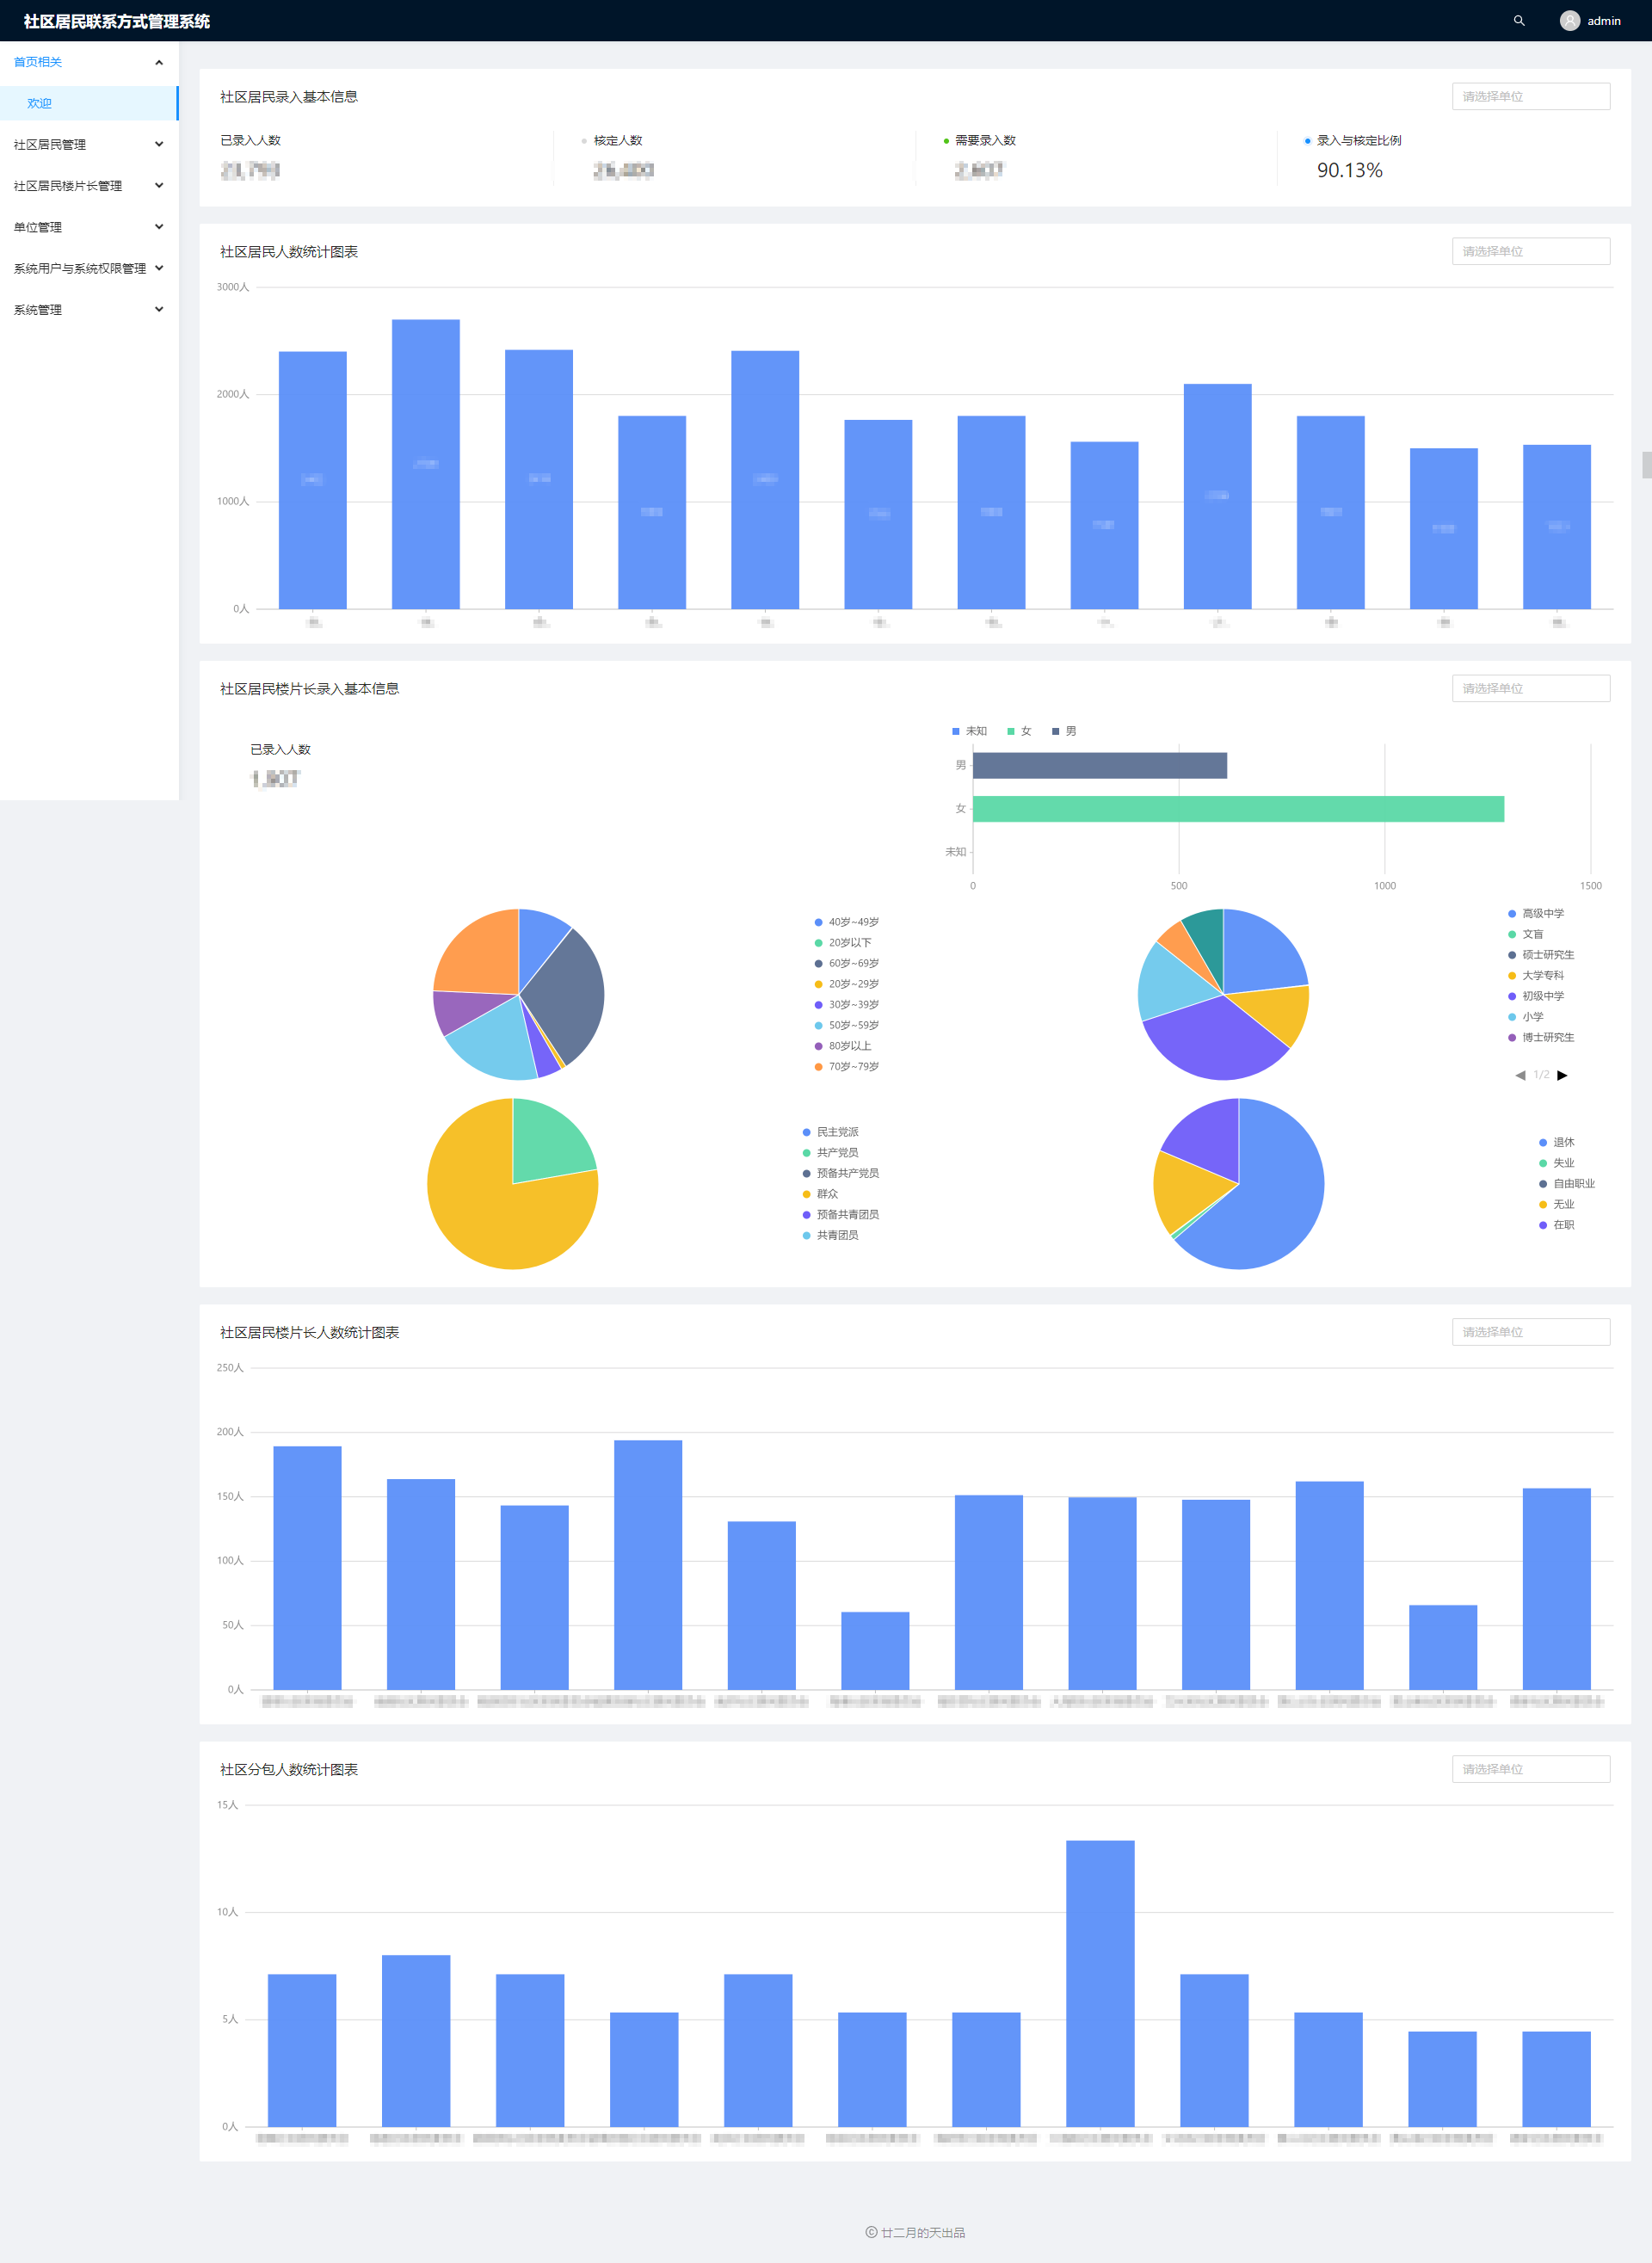 社区居民联系方式管理系统
admin
首页相关
欢迎
社区居民管理
社区居民楼片长管理
单位管理
系统用户与系统权限管理
系统管理
社区居民录入基本信息
请选择单位
已录入人数
核定人数
需要录入数
录入与核定比例
90.13%
社区居民人数统计图表
请选择单位
3000人
2000人
1000人
0人
社区居民楼片长录入基本信息
请选择单位
已录入人数
未知 女 男
男
女
未知
0 500 1000 1500
40岁~49岁
20岁以下
60岁~69岁
20岁~29岁
30岁~39岁
50岁~59岁
80岁以上
70岁~79岁
高级中学
文盲
硕士研究生
大学专科
初级中学
小学
博士研究生
1/2
民主党派
共产党员
预备共产党员
群众
预备共青团员
共青团员
退休
失业
自由职业
无业
在职
社区居民楼片长人数统计图表
请选择单位
250人
200人
150人
100人
50人
0人
社区分包人数统计图表
请选择单位
15人
10人
5人
0人
© 廿二月的天出品